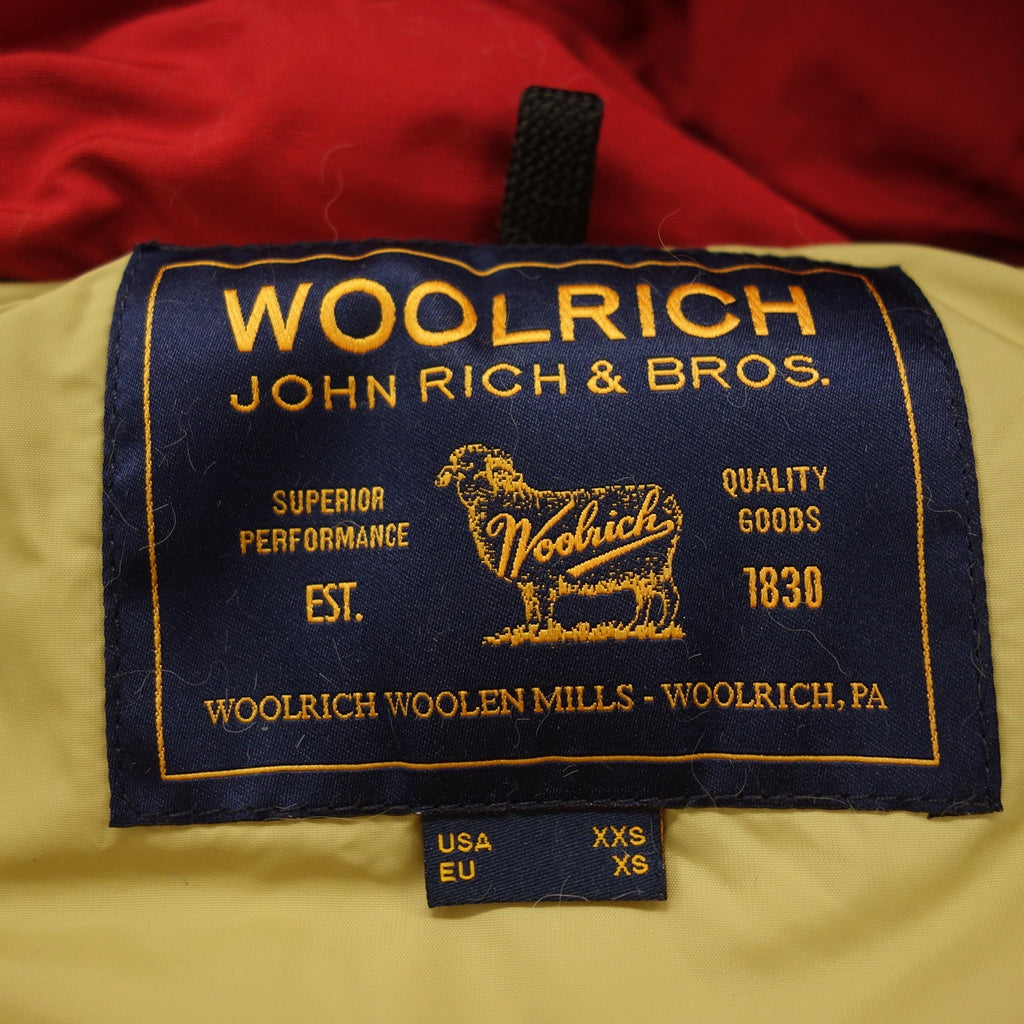 WOOLRICH
JOHN RICH & BROS.
SUPERIOR
PERFORMANCE
EST.
Woolrich
QUALITY
GOODS
1830
WOOLRICH WOOLEN MILLS - WOOLRICH, PA
USA XXS
EU XS